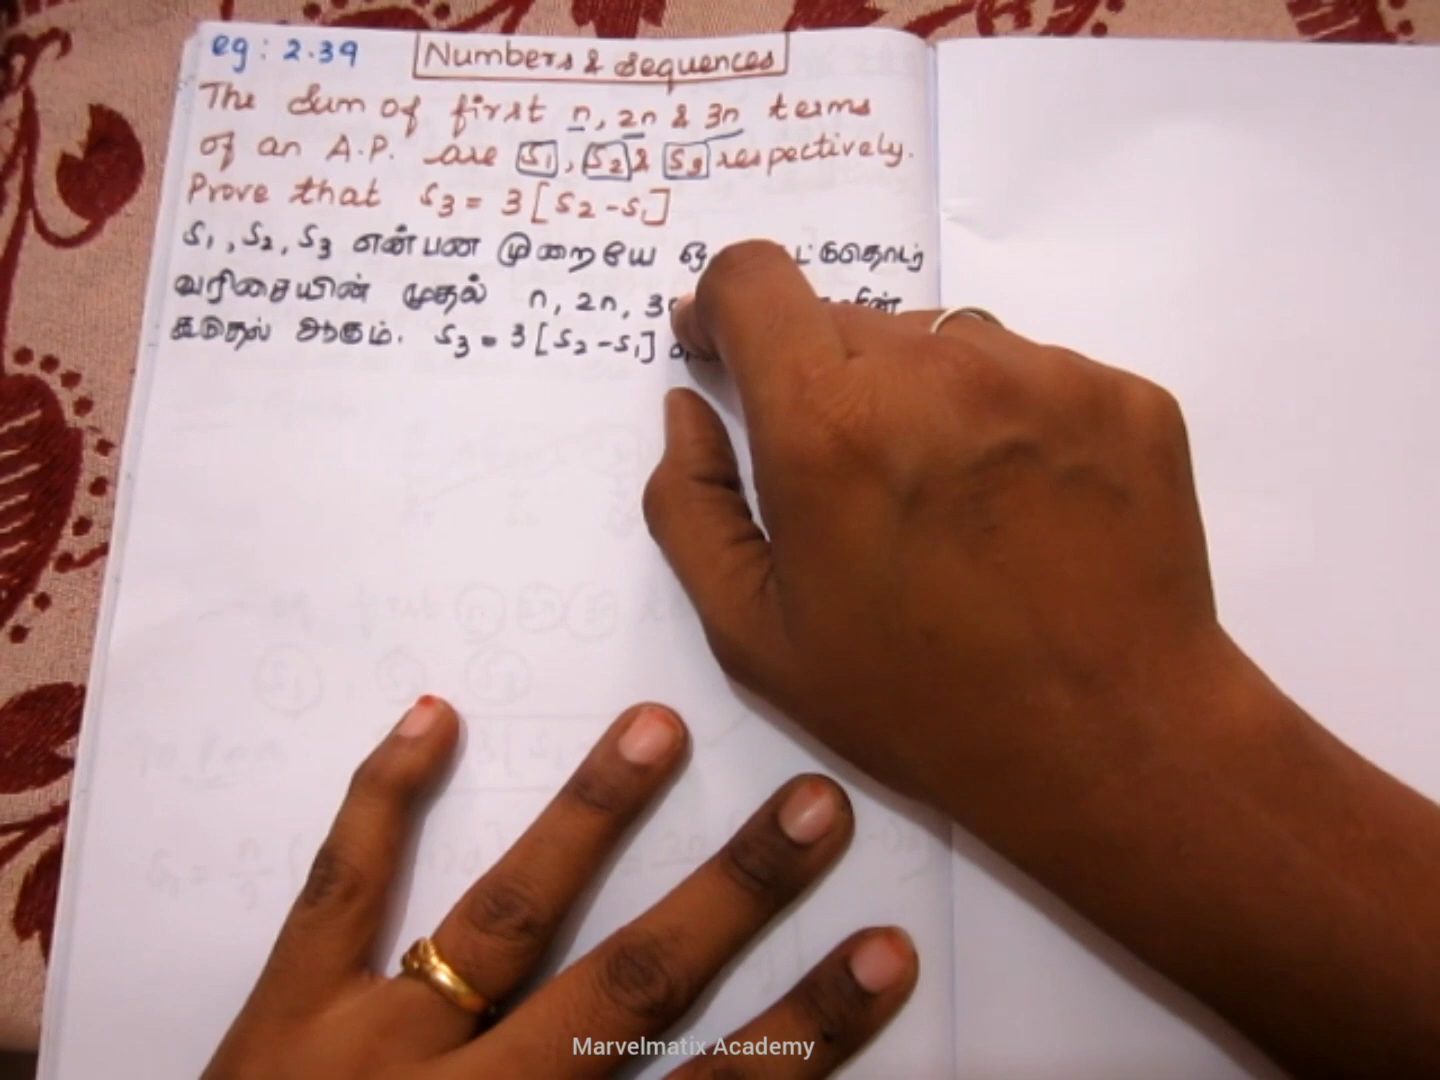 eg : 2.39
Numbers & Sequences
The Sum of first n, 2n & 3n terms
of an A.P. are S1, S2 & S3 respectively.
Prove that S3 = 3[S2-S1]
S1, S2, S3 என்பன முறையே
வரிசையின் முதல் n, 2n,
கூடுதல் ஆகும். S3 = 3[S2-S1]
Marvelmatix Academy